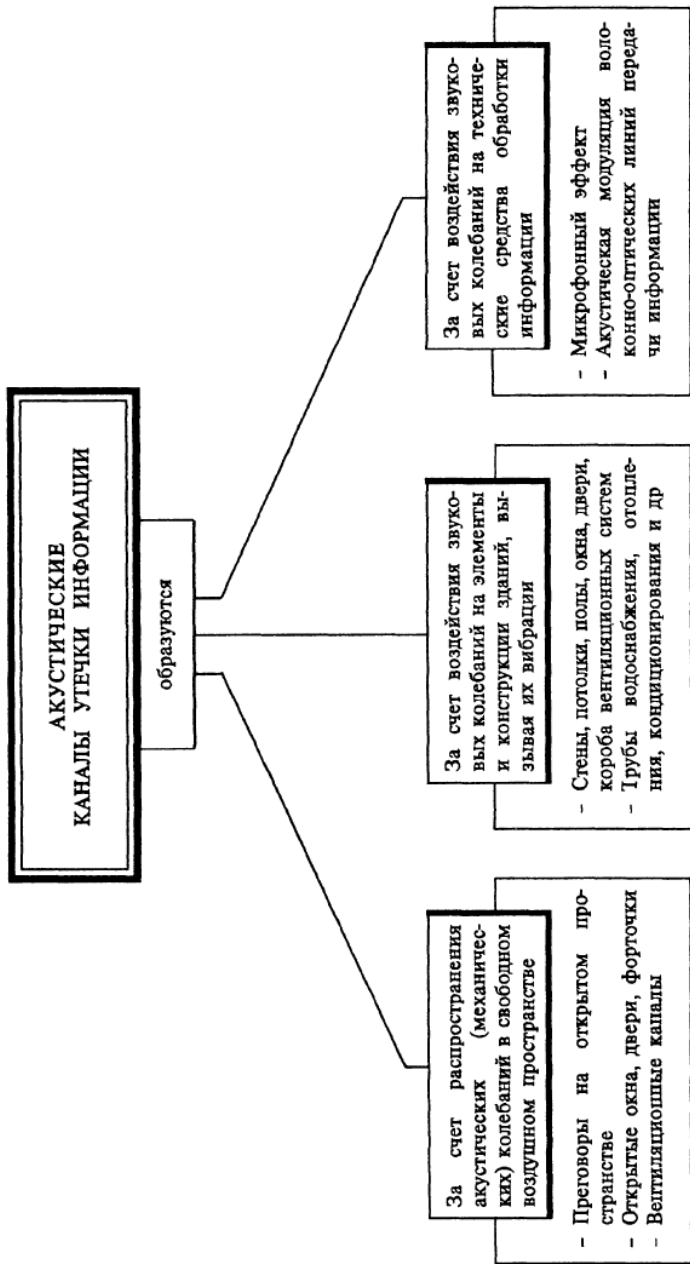 АКУСТИЧЕСКИЕ
КАНАЛЫ УТЕЧКИ ИНФОРМАЦИИ
образуются
За счет распространения
акустических (механичес-
ких) колебаний в свободном
воздушном пространстве
- Преговоры на открытом про-
странстве
- Открытые окна, двери, форточки
- Вентиляционные каналы
За счет воздействия звуко-
вых колебаний на элементы
и конструкции зданий, вы-
зывая их вибрации
- Стены, потолки, полы, окна, двери,
короба вентиляционных систем
- Трубы водоснабжения, отопле-
ния, кондиционирования и др
За счет воздействия звуко-
вых колебаний на техничес-
кие средства обработки
информации
- Микрофонный эффект
- Акустическая модуляция воло-
конно-оптических линий переда-
чи информации